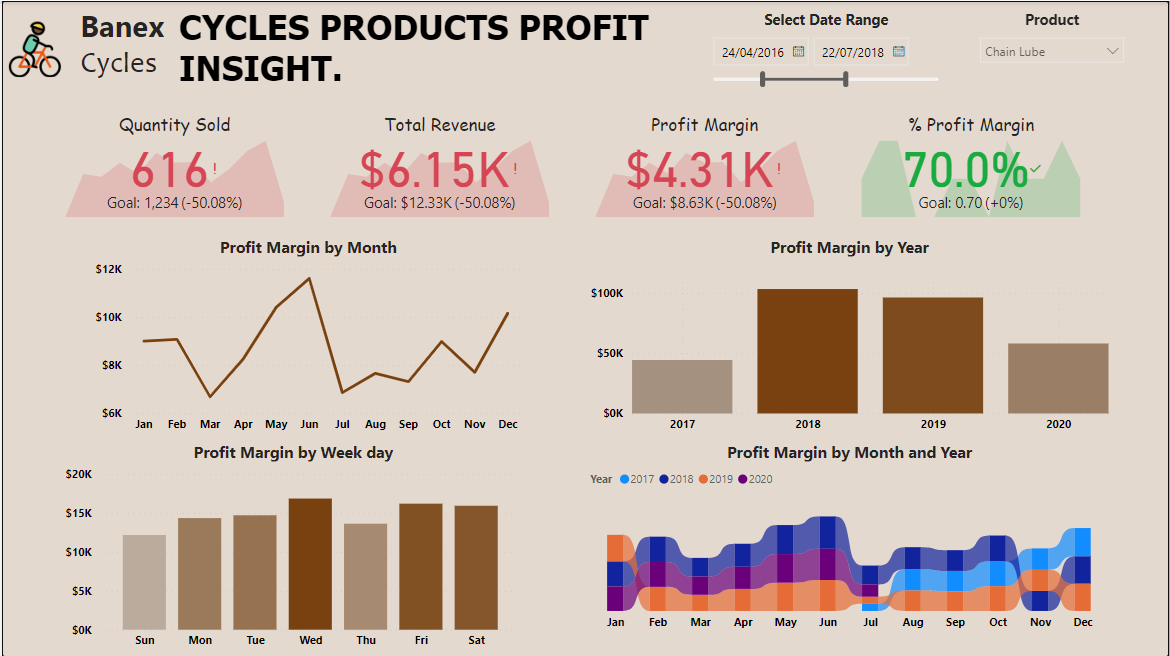 Banex
Cycles
CYCLES PRODUCTS PROFIT
INSIGHT.
Select Date Range
24/04/2016
22/07/2018
Product
Chain Lube
Quantity Sold
616!
Goal: 1,234 (-50.08%)
Total Revenue
$6.15K!
Goal: $12.33K (-50.08%)
Profit Margin
$4.31K!
Goal: $8.63K (-50.08%)
% Profit Margin
70.0%
Goal: 0.70 (+0%)
Profit Margin by Month
$12K
$10K
$8K
$6K
Jan Feb Mar Apr May Jun Jul Aug Sep Oct Nov Dec
Profit Margin by Year
$100K
$50K
$0K
2017 2018 2019 2020
Profit Margin by Week day
$20K
$15K
$10K
$5K
$0K
Sun Mon Tue Wed Thu Fri Sat
Profit Margin by Month and Year
Year 2017 2018 2019 2020
Jan Feb Mar Apr May Jun Jul Aug Sep Oct Nov Dec